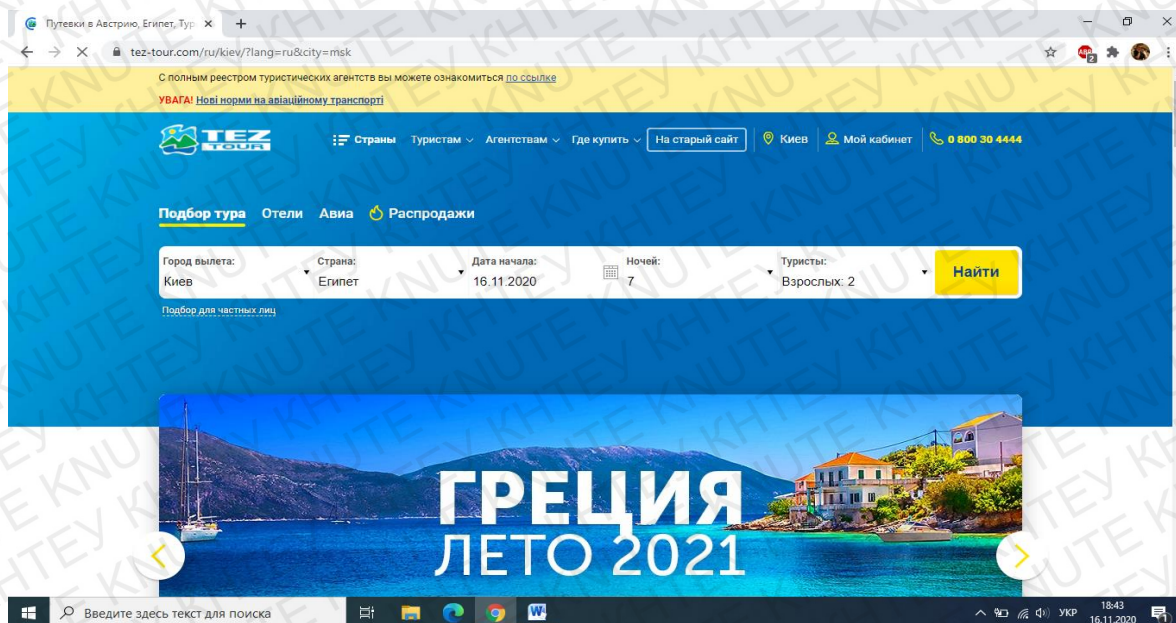 Путевки в Австрию, Египет, Тур
tez-tour.com/ru/kiev/?lang=ru&city=msk
С полным реестром туристических агентств вы можете ознакомиться по ссылке
УВАГА! Нові норми на авіаційному транспорті
TEZ TOUR
Страны Туристам Агентствам Где купить На старый сайт Киев Мой кабинет 0 800 30 4444
Подбор тура Отели Авиа Распродажи
Город вылета: Страна: Дата начала: Ночей: Туристы:
Киев Египет 16.11.2020 7 Взрослых: 2 Найти
Подбор для частных лиц
ГРЕЦИЯ
ЛЕТО 2021
Введите здесь текст для поиска
УКР 18:43
16.11.2020
KNUTE KHTEY